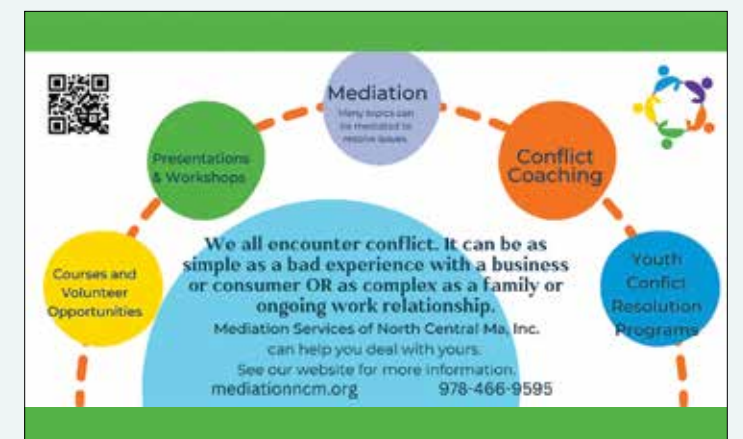 Mediation
Many topics can
be mediated to
resolve issues.
Presentations
& Workshops
Conflict
Coaching
Courses and
Volunteer
Opportunities
Youth
Conflict
Resolution
Programs
We all encounter conflict. It can be as
simple as a bad experience with a business
or consumer OR as complex as a family or
ongoing work relationship.
Mediation Services of North Central Ma, Inc.
can help you deal with yours.
See our website for more information.
mediationncm.org 978-466-9595